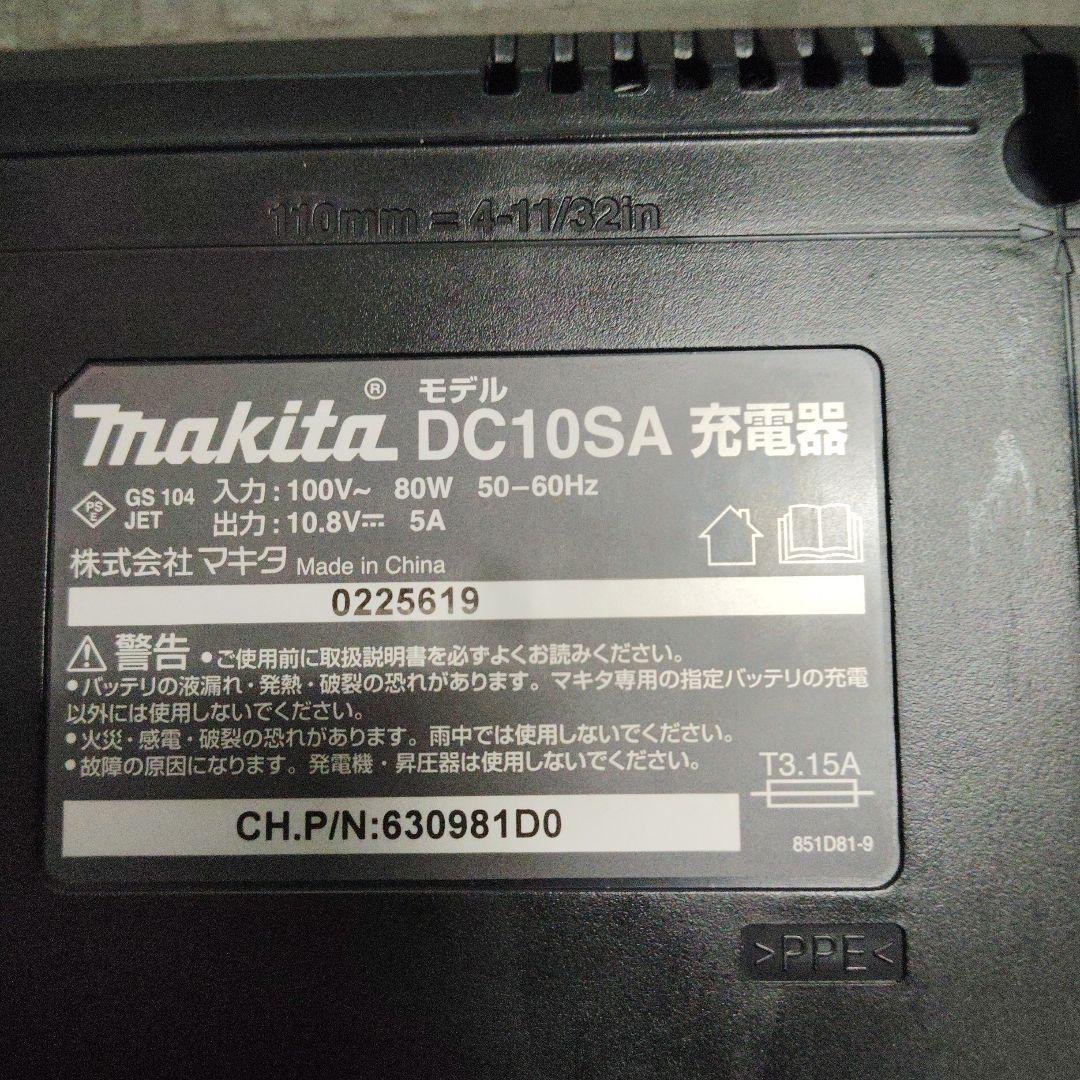 110mm = 4-11/32in
makita® モデル DC10SA 充電器
PS E GS 104 JET
入力:100V~ 80W 50-60Hz
出力:10.8V⎓ 5A
株式会社マキタ Made in China
0225619
警告 •ご使用前に取扱説明書を必ずよくお読みください。
•バッテリの液漏れ・発熱・破裂の恐れがあります。マキタ専用の指定バッテリの充電
以外には使用しないでください。
•火災・感電・破裂の恐れがあります。雨中では使用しないでください。
•故障の原因になります。発電機・昇圧器は使用しないでください。
T3.15A
CH.P/N:630981D0
851D81-9
>PPE<